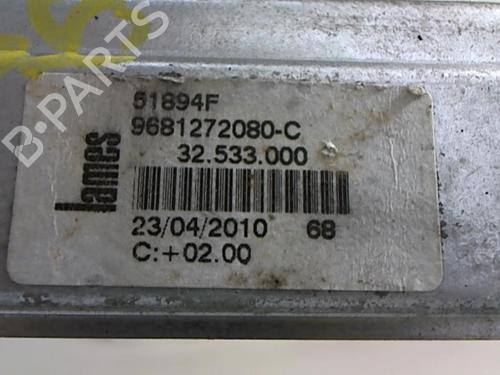 51894F
9681272080-C
32.533.000
lames
23/04/2010 68
C:+02.00
B-PARTS